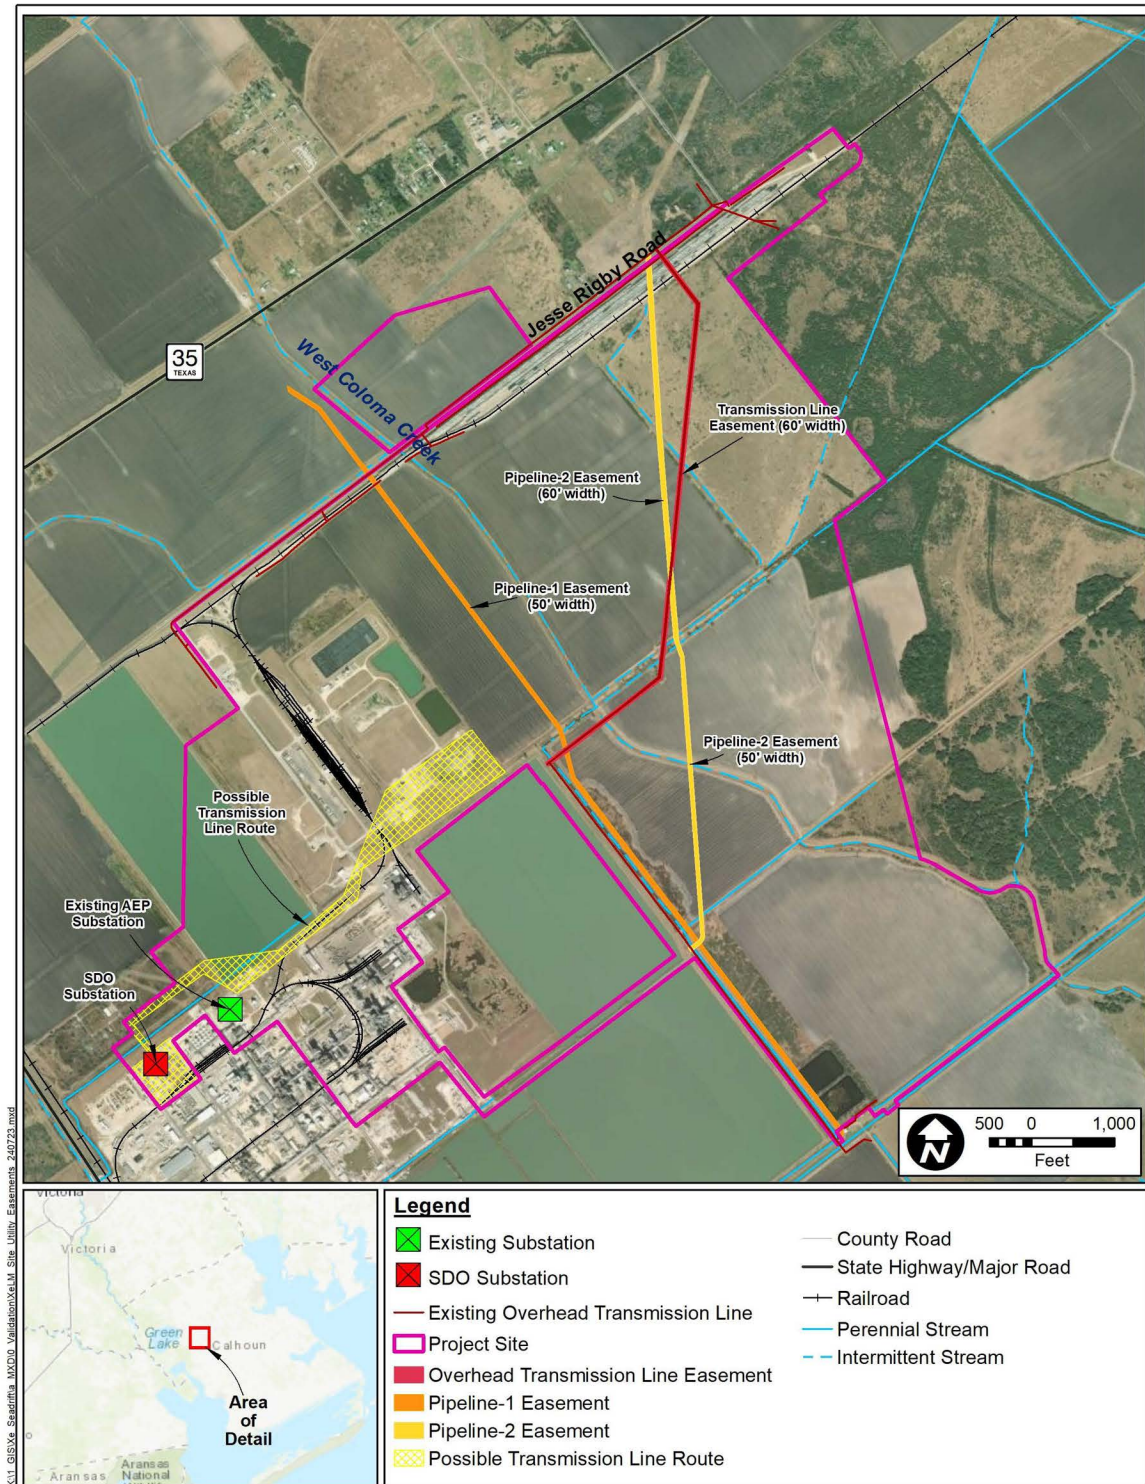 35
TEXAS
Jesse Rigby Road
West Coloma Creek
Transmission Line
Easement (60' width)
Pipeline-2 Easement
(60' width)
Pipeline-1 Easement
(50' width)
Pipeline-2 Easement
(50' width)
Possible
Transmission
Line Route
Existing AEP
Substation
SDO
Substation
N
500 0 1,000
Feet
Victoria
Victoria
Green
Lake
Calhoun
Area
of
Detail
Aransas
Aransas
National
Legend
Existing Substation
SDO Substation
Existing Overhead Transmission Line
Project Site
Overhead Transmission Line Easement
Pipeline-1 Easement
Pipeline-2 Easement
Possible Transmission Line Route
County Road
State Highway/Major Road
Railroad
Perennial Stream
Intermittent Stream